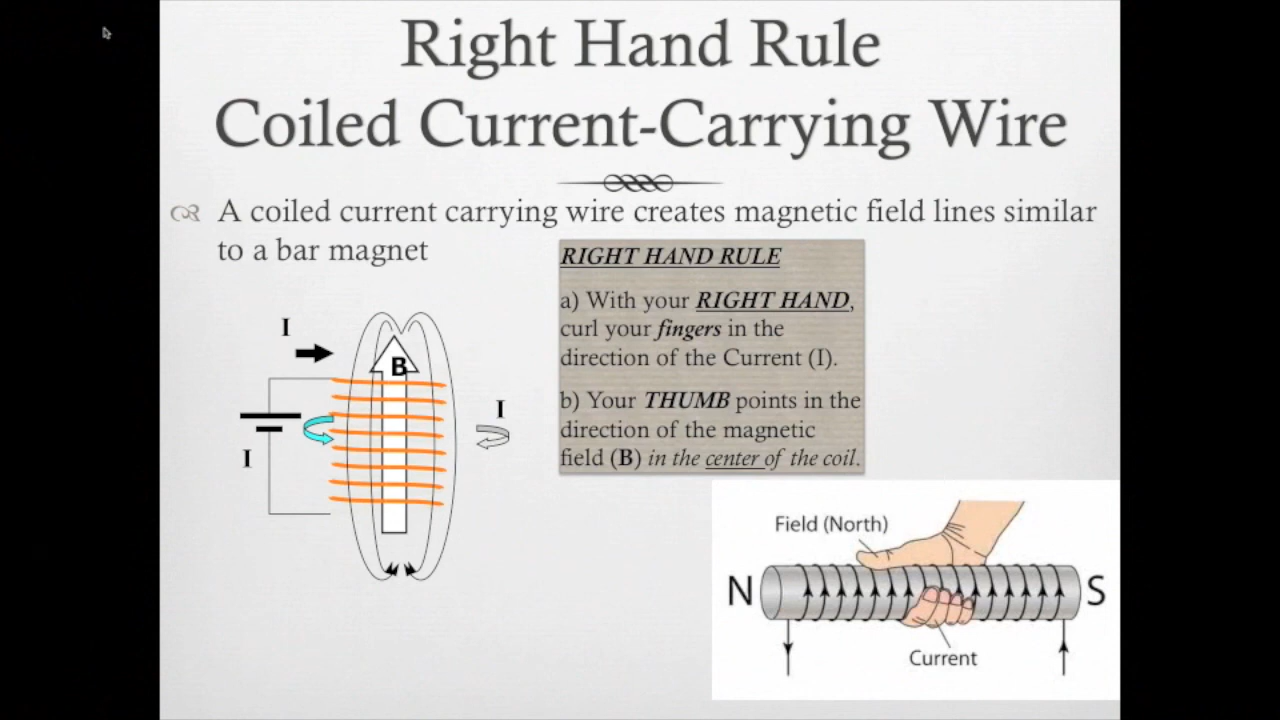 Right Hand Rule
Coiled Current-Carrying Wire
A coiled current carrying wire creates magnetic field lines similar
to a bar magnet
RIGHT HAND RULE
a) With your RIGHT HAND,
curl your fingers in the
direction of the Current (I).
b) Your THUMB points in the
direction of the magnetic
field (B) in the center of the coil.
I
B
I
I
Field (North)
N
S
Current